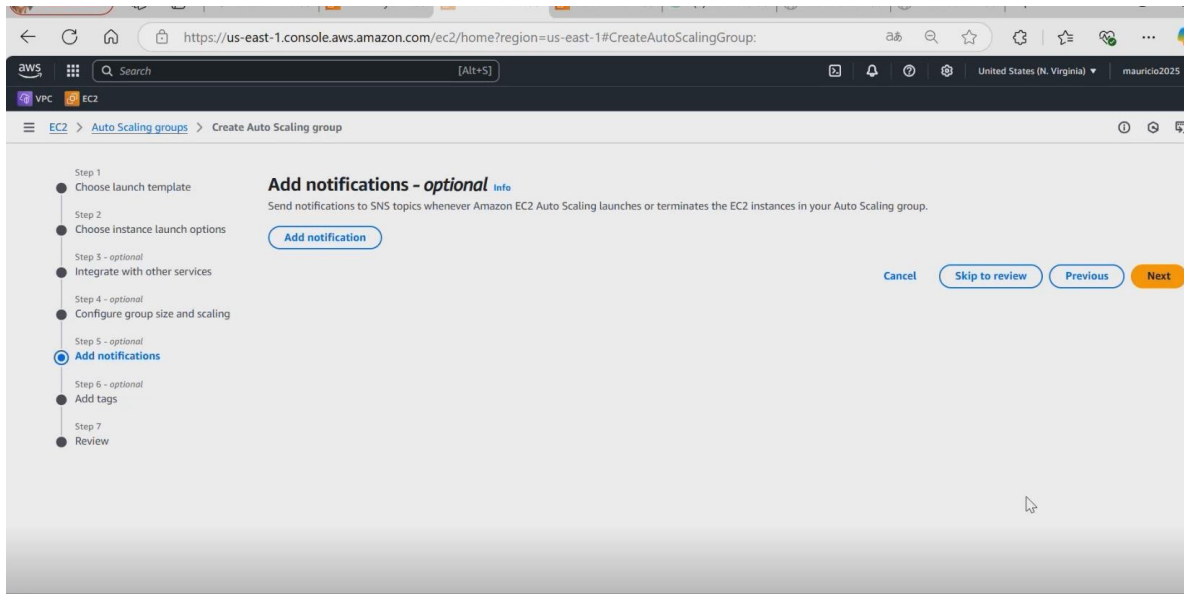 https://us-east-1.console.aws.amazon.com/ec2/home?region=us-east-1#CreateAutoScalingGroup:
aws Search [Alt+S] United States (N. Virginia) mauricio2025
VPC EC2
EC2 > Auto Scaling groups > Create Auto Scaling group
Step 1
Choose launch template
Step 2
Choose instance launch options
Step 3 - optional
Integrate with other services
Step 4 - optional
Configure group size and scaling
Step 5 - optional
Add notifications
Step 6 - optional
Add tags
Step 7
Review
Add notifications - optional Info
Send notifications to SNS topics whenever Amazon EC2 Auto Scaling launches or terminates the EC2 instances in your Auto Scaling group.
Add notification
Cancel Skip to review Previous Next